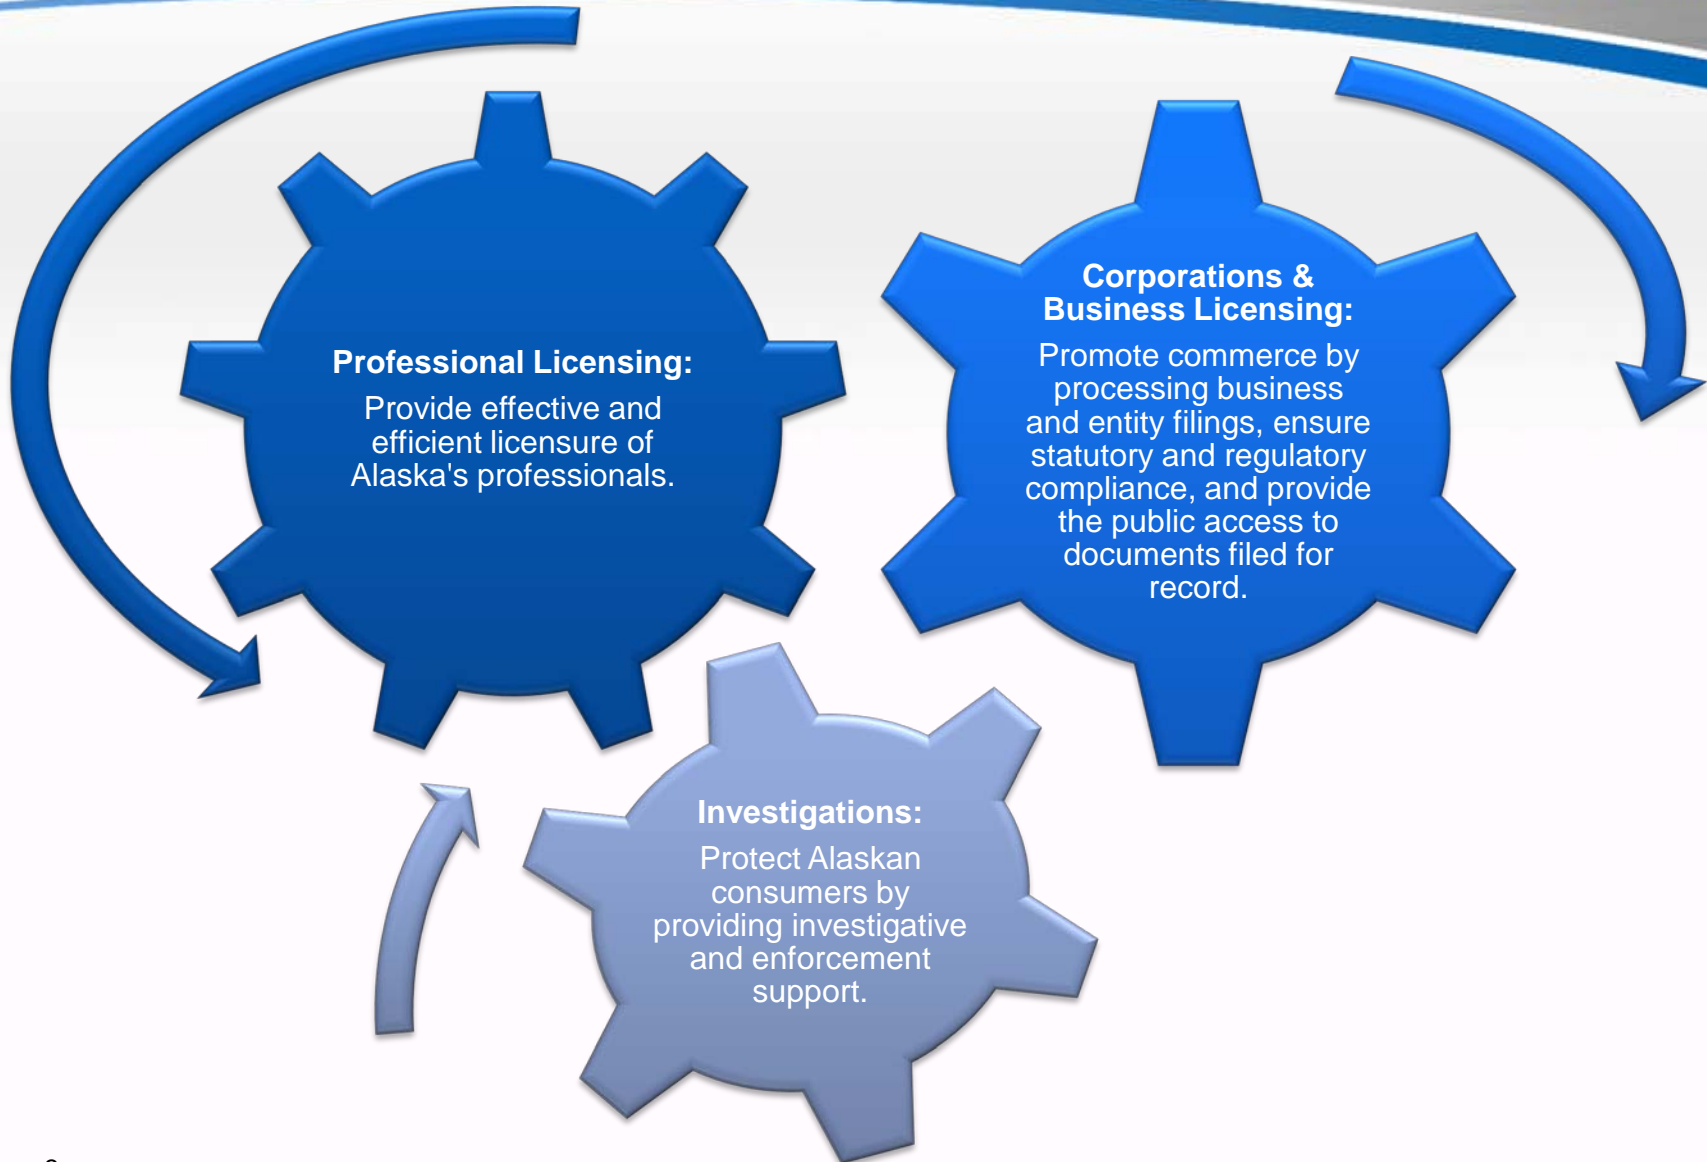 Professional Licensing:
Provide effective and
efficient licensure of
Alaska's professionals.
Corporations &
Business Licensing:
Promote commerce by
processing business
and entity filings, ensure
statutory and regulatory
compliance, and provide
the public access to
documents filed for
record.
Investigations:
Protect Alaskan
consumers by
providing investigative
and enforcement
support.